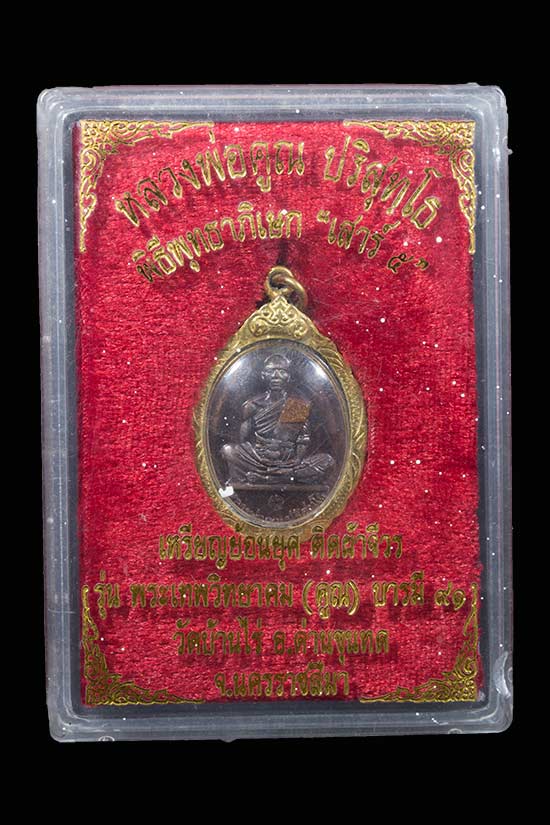 หลวงพ่อคูณ ปริสุทฺโธ
พิธีพุทธาภิเษก "เสาร์ ๕"
เหรียญย้อนยุค ติดผ้าจีวร
รุ่น พระเทพวิทยาคม (คูณ) บารมี ๙๑
วัดบ้านไร่ อ.ด่านขุนทด
จ.นครราชสีมา